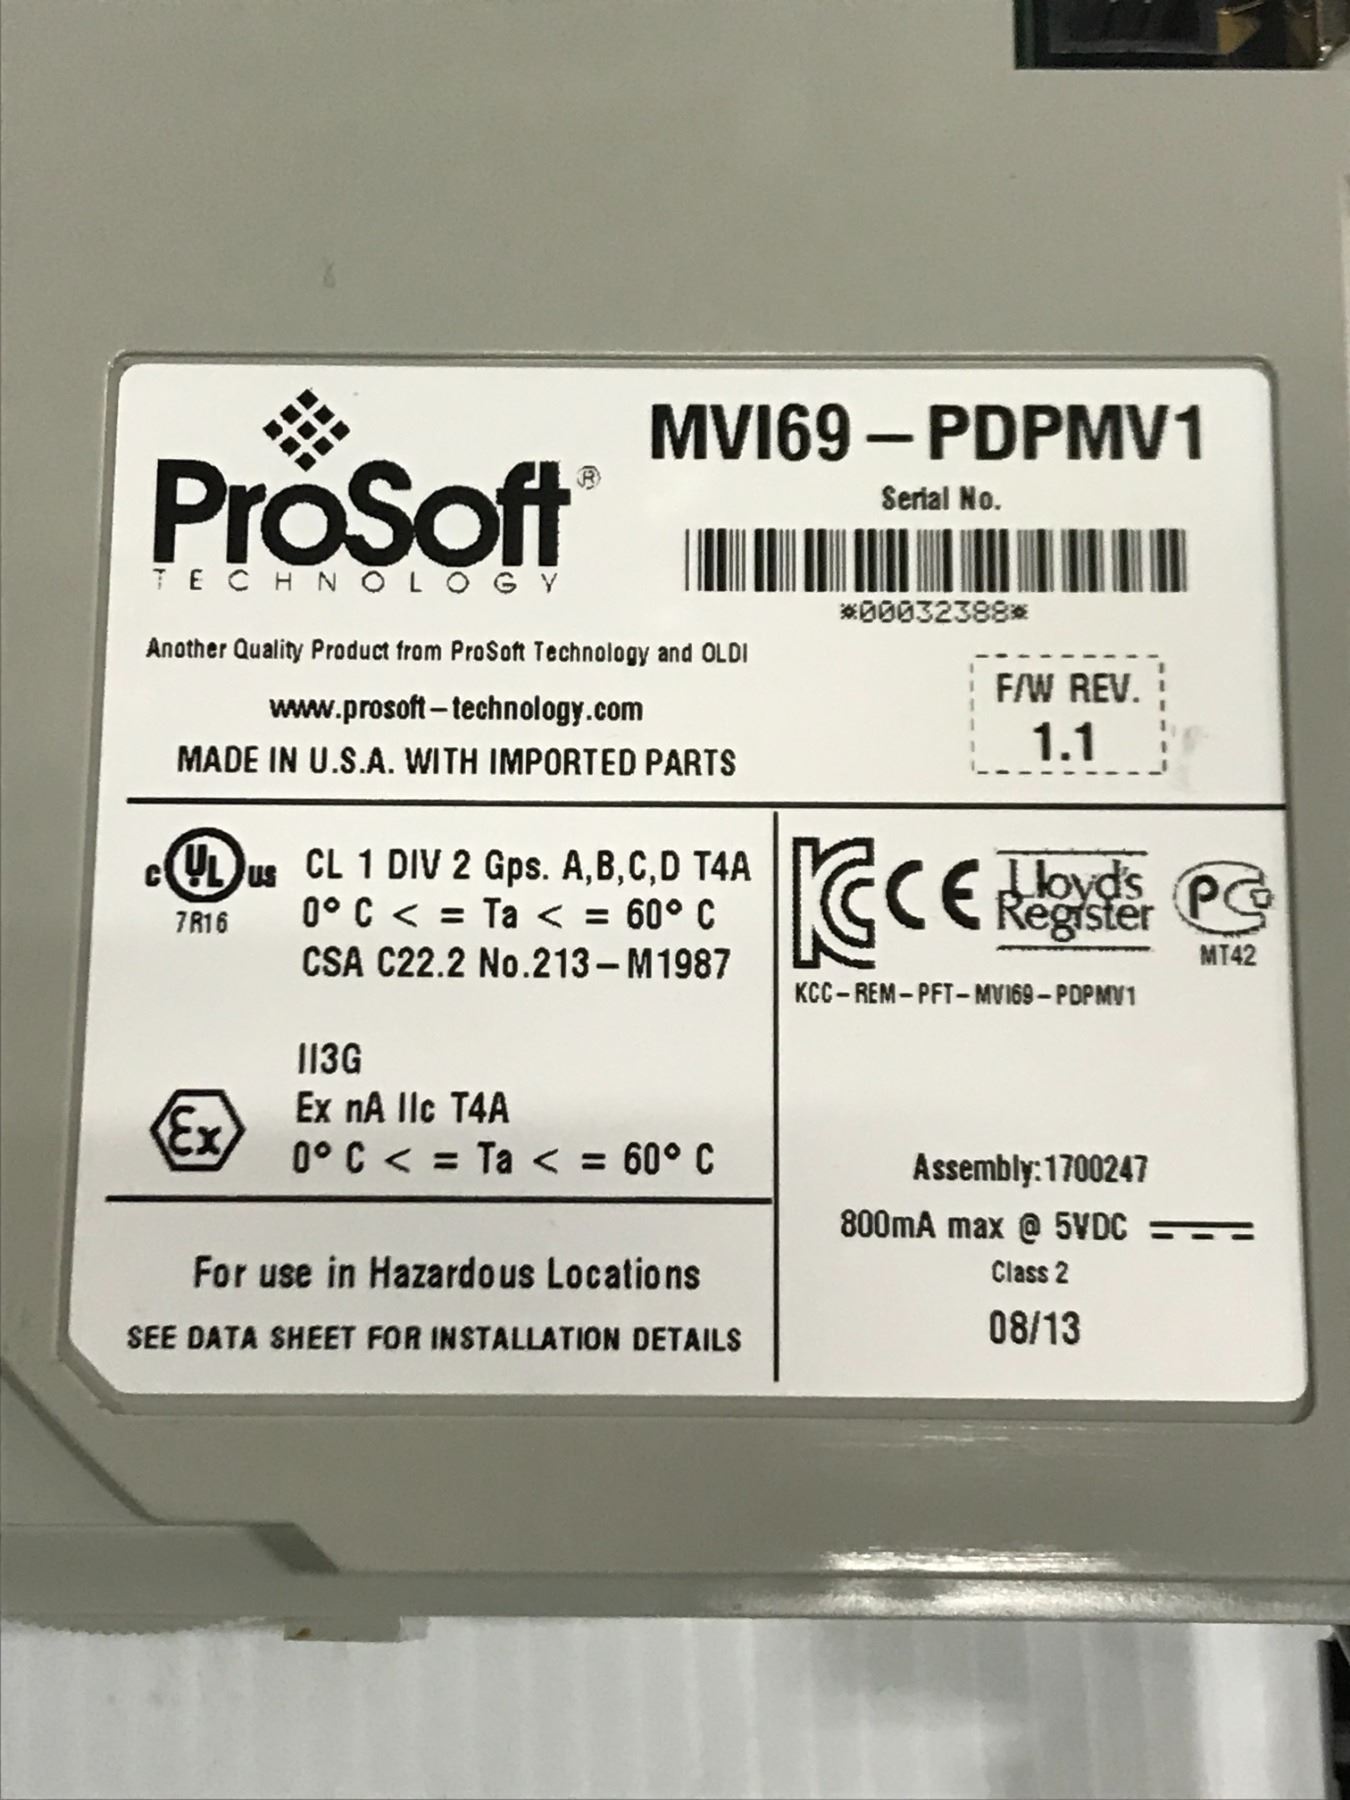 ProSoft®
TECHNOLOGY
MVI69-PDPMV1
Serial No.
*00032388*
Another Quality Product from ProSoft Technology and OLDI
www.prosoft-technology.com
MADE IN U.S.A. WITH IMPORTED PARTS
F/W REV.
1.1
c UL us
7R16
CL 1 DIV 2 Gps. A,B,C,D T4A
0° C < = Ta < = 60° C
CSA C22.2 No.213-M1987
II3G
Ex
Ex nA IIc T4A
0° C < = Ta < = 60° C
For use in Hazardous Locations
SEE DATA SHEET FOR INSTALLATION DETAILS
KC CE Lloyd's Register PC
MT42
KCC-REM-PFT-MVI69-PDPMV1
Assembly:1700247
800mA max @ 5VDC
Class 2
08/13